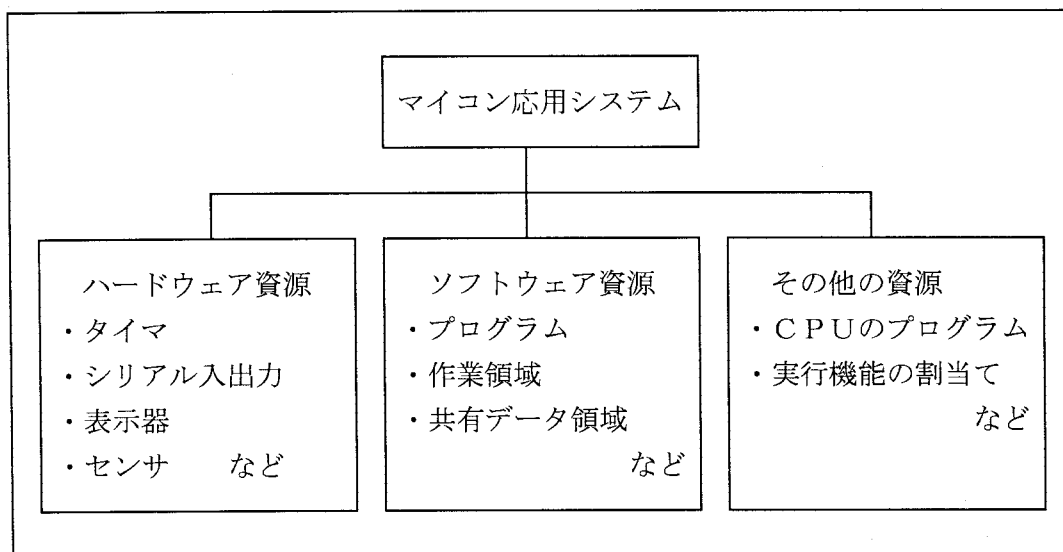 マイコン応用システム
ハードウェア資源
・タイマ
・シリアル入出力
・表示器
・センサ　　など
ソフトウェア資源
・プログラム
・作業領域
・共有データ領域
など
その他の資源
・ＣＰＵのプログラム
・実行機能の割当て
など